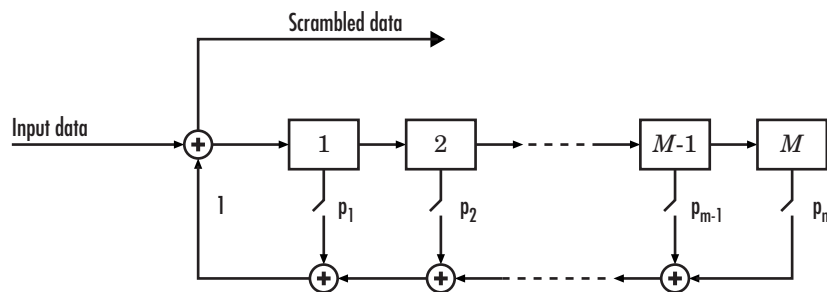 Scrambled data
Input data
1
2
M-1
M
1
p1
p2
pm-1